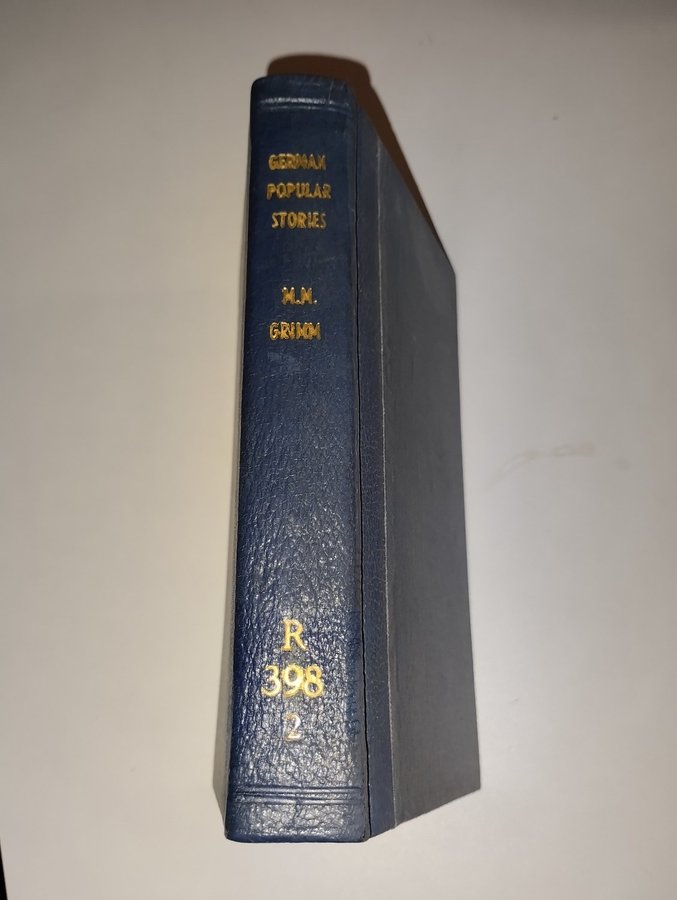 GERMAN
POPULAR
STORIES
M.M.
GRIMM
R
398
2